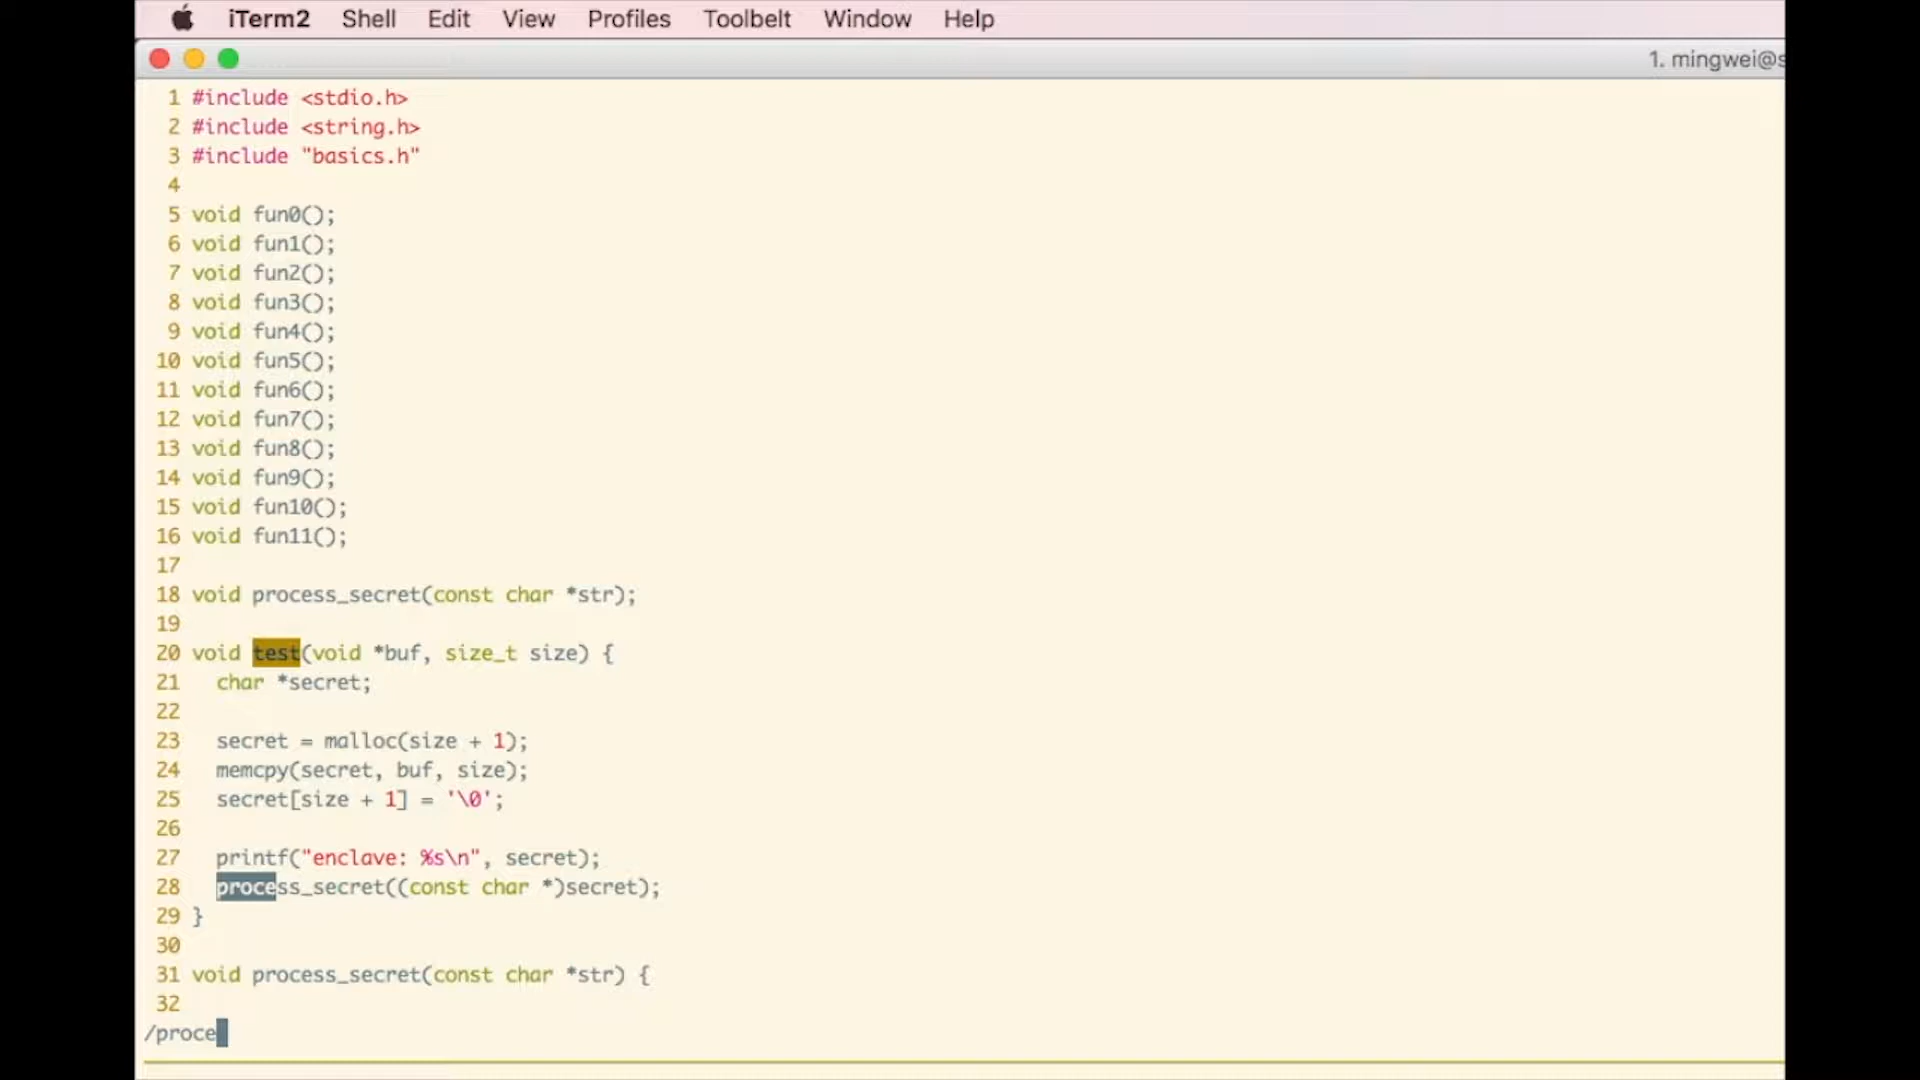 iTerm2 Shell Edit View Profiles Toolbelt Window Help
1. mingwei@s
1 #include <stdio.h>
2 #include <string.h>
3 #include "basics.h"
4
5 void fun0();
6 void fun1();
7 void fun2();
8 void fun3();
9 void fun4();
10 void fun5();
11 void fun6();
12 void fun7();
13 void fun8();
14 void fun9();
15 void fun10();
16 void fun11();
17
18 void process_secret(const char *str);
19
20 void test(void *buf, size_t size) {
21   char *secret;
22
23   secret = malloc(size + 1);
24   memcpy(secret, buf, size);
25   secret[size + 1] = '\0';
26
27   printf("enclave: %s\n", secret);
28   process_secret((const char *)secret);
29 }
30
31 void process_secret(const char *str) {
32
/proce